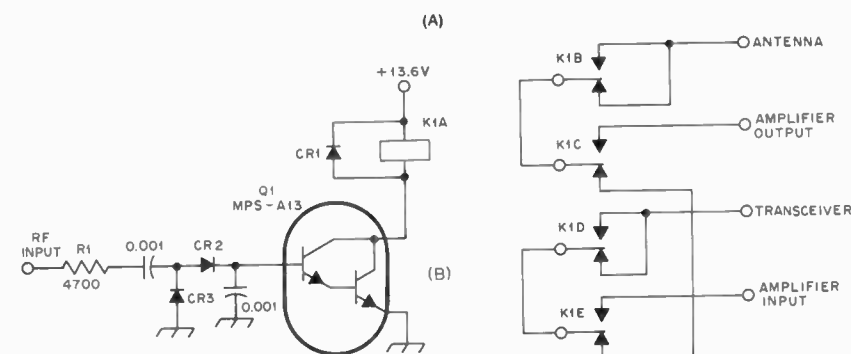 (A)
ANTENNA
K1B
+13.6V
K1A
AMPLIFIER
OUTPUT
CR1
K1C
Q1
MPS-A13
TRANSCEIVER
RF
INPUT
R1
0.001
CR2
K1D
(B)
4700
CR3
0.001
AMPLIFIER
INPUT
K1E